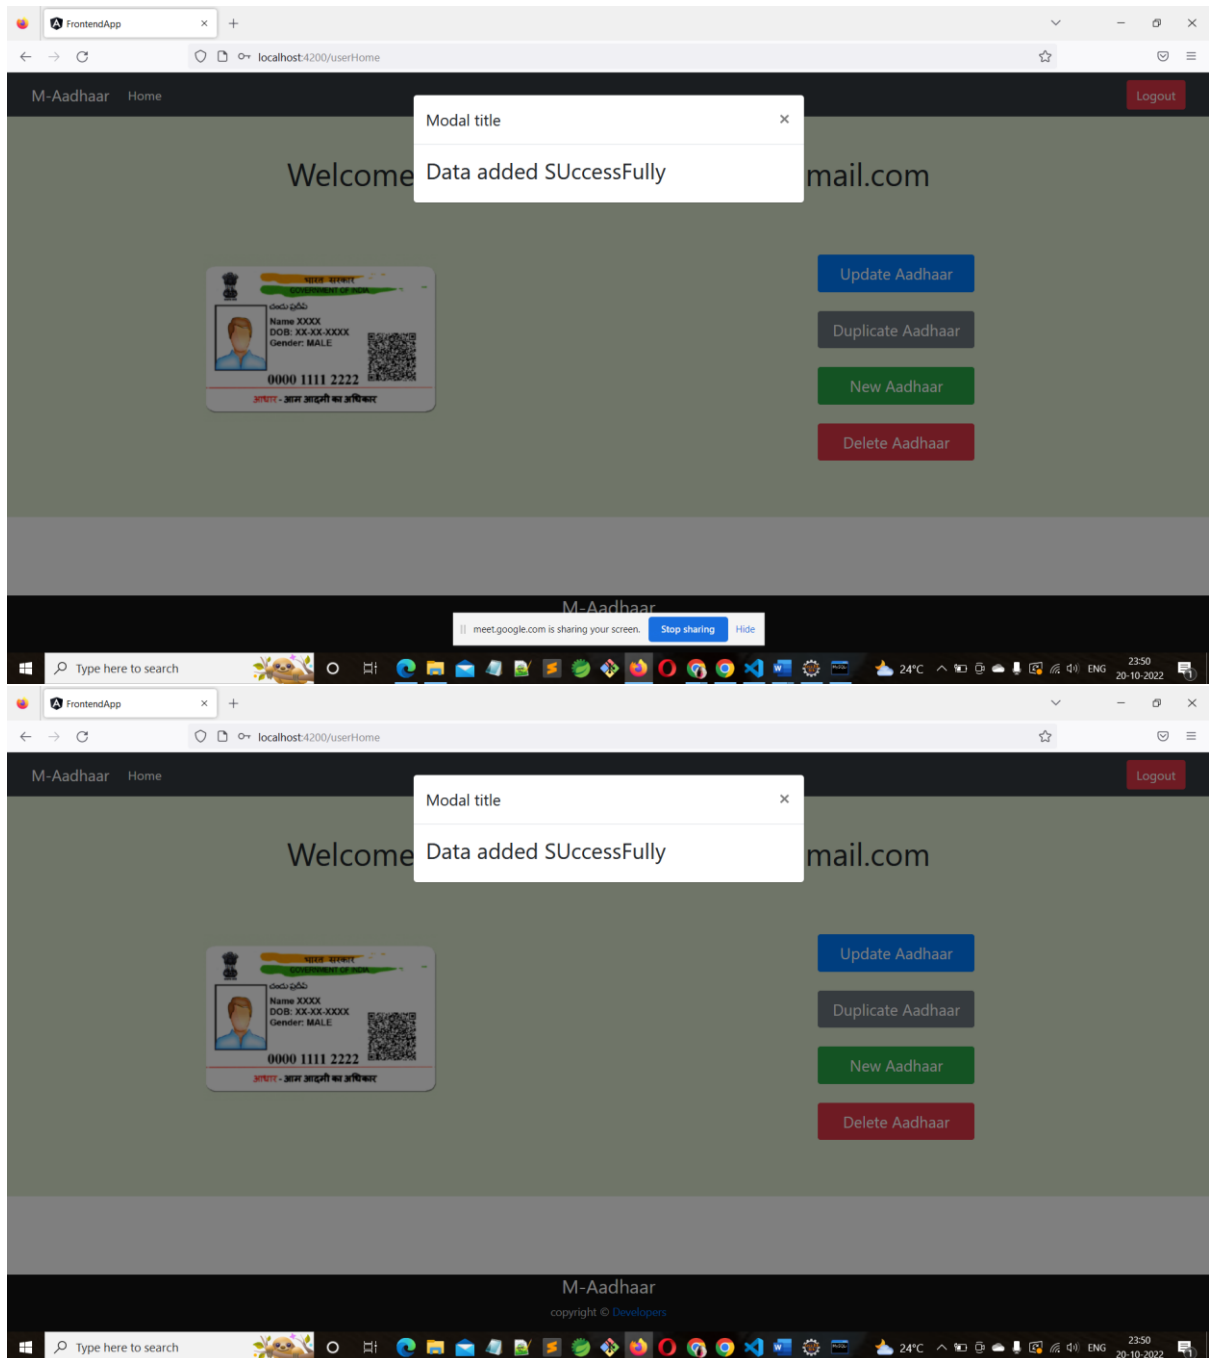 FrontendApp
localhost:4200/userHome
M-Aadhaar Home Logout
Modal title ×
Welcome Data added SUccessFully mail.com
भारत सरकार
GOVERNMENT OF INDIA
Name XXXX
DOB: XX-XX-XXXX
Gender: MALE
0000 1111 2222
आधार - आम आदमी का अधिकार
Update Aadhaar
Duplicate Aadhaar
New Aadhaar
Delete Aadhaar
M-Aadhaar
meet.google.com is sharing your screen. Stop sharing Hide
Type here to search 24°C ENG 23:50
20-10-2022
FrontendApp
localhost:4200/userHome
M-Aadhaar Home Logout
Modal title ×
Welcome Data added SUccessFully mail.com
भारत सरकार
GOVERNMENT OF INDIA
Name XXXX
DOB: XX-XX-XXXX
Gender: MALE
0000 1111 2222
आधार - आम आदमी का अधिकार
Update Aadhaar
Duplicate Aadhaar
New Aadhaar
Delete Aadhaar
M-Aadhaar
copyright © Developers
Type here to search 24°C ENG 23:50
20-10-2022